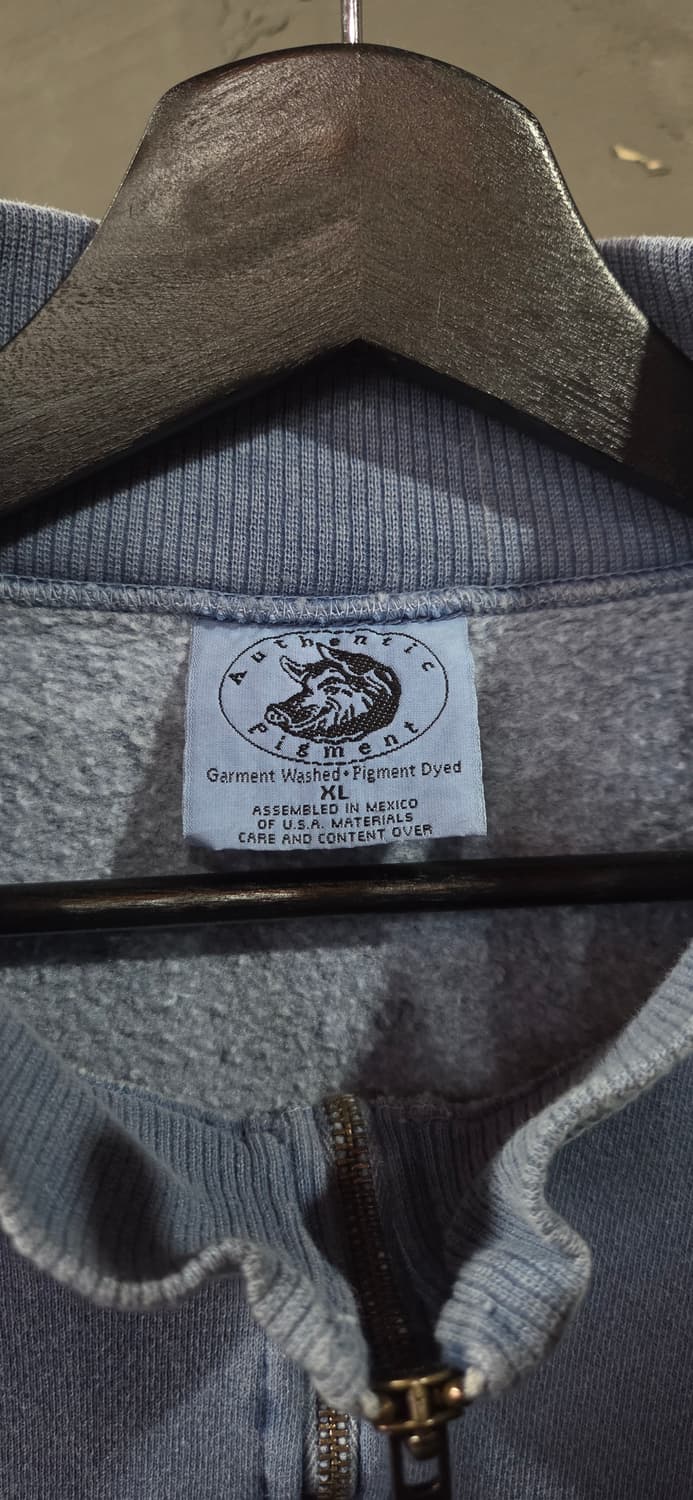 Authentic
Pigment
Garment Washed • Pigment Dyed
XL
ASSEMBLED IN MEXICO
OF U.S.A. MATERIALS
CARE AND CONTENT OVER